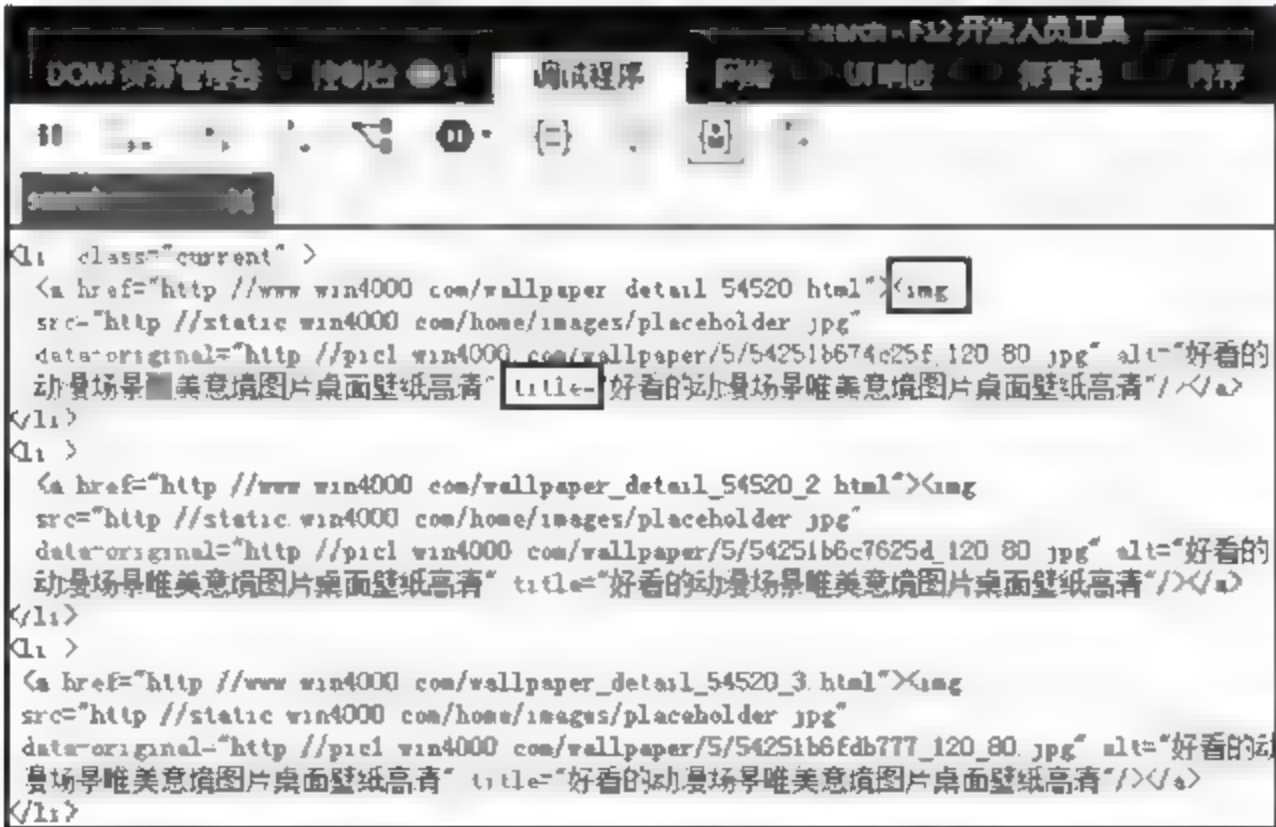 search - F12 开发人员工具
DOM 资源管理器 控制台 1 调试程序 网络 UI 响应 探查器 内存
search
<li class="current" >
<a href="http //www win4000 com/wallpaper detail 54520 html"><img
src="http //static win4000 com/home/images/placeholder jpg"
data-original="http //pic1 win4000 com/wallpaper/5/54251b674c25f 120 80 jpg" alt="好看的
动漫场景 美意境图片桌面壁纸高清" title="好看的动漫场景唯美意境图片桌面壁纸高清"/></a>
</li>
<li >
<a href="http //www win4000 com/wallpaper_detail_54520_2 html"><img
src="http //static win4000 com/home/images/placeholder jpg"
data-original="http //pic1 win4000 com/wallpaper/5/54251b6c7625d_120 80 jpg" alt="好看的
动漫场景唯美意境图片桌面壁纸高清" title="好看的动漫场景唯美意境图片桌面壁纸高清"/></a>
</li>
<li >
<a href="http //www win4000 com/wallpaper_detail_54520_3.html"><img
src="http //static win4000 com/home/images/placeholder jpg"
data-original="http //pic1 win4000 com/wallpaper/5/54251b6fdb777_120_80.jpg" alt="好看的动
漫场景唯美意境图片桌面壁纸高清" title="好看的动漫场景唯美意境图片桌面壁纸高清"/></a>
</li>